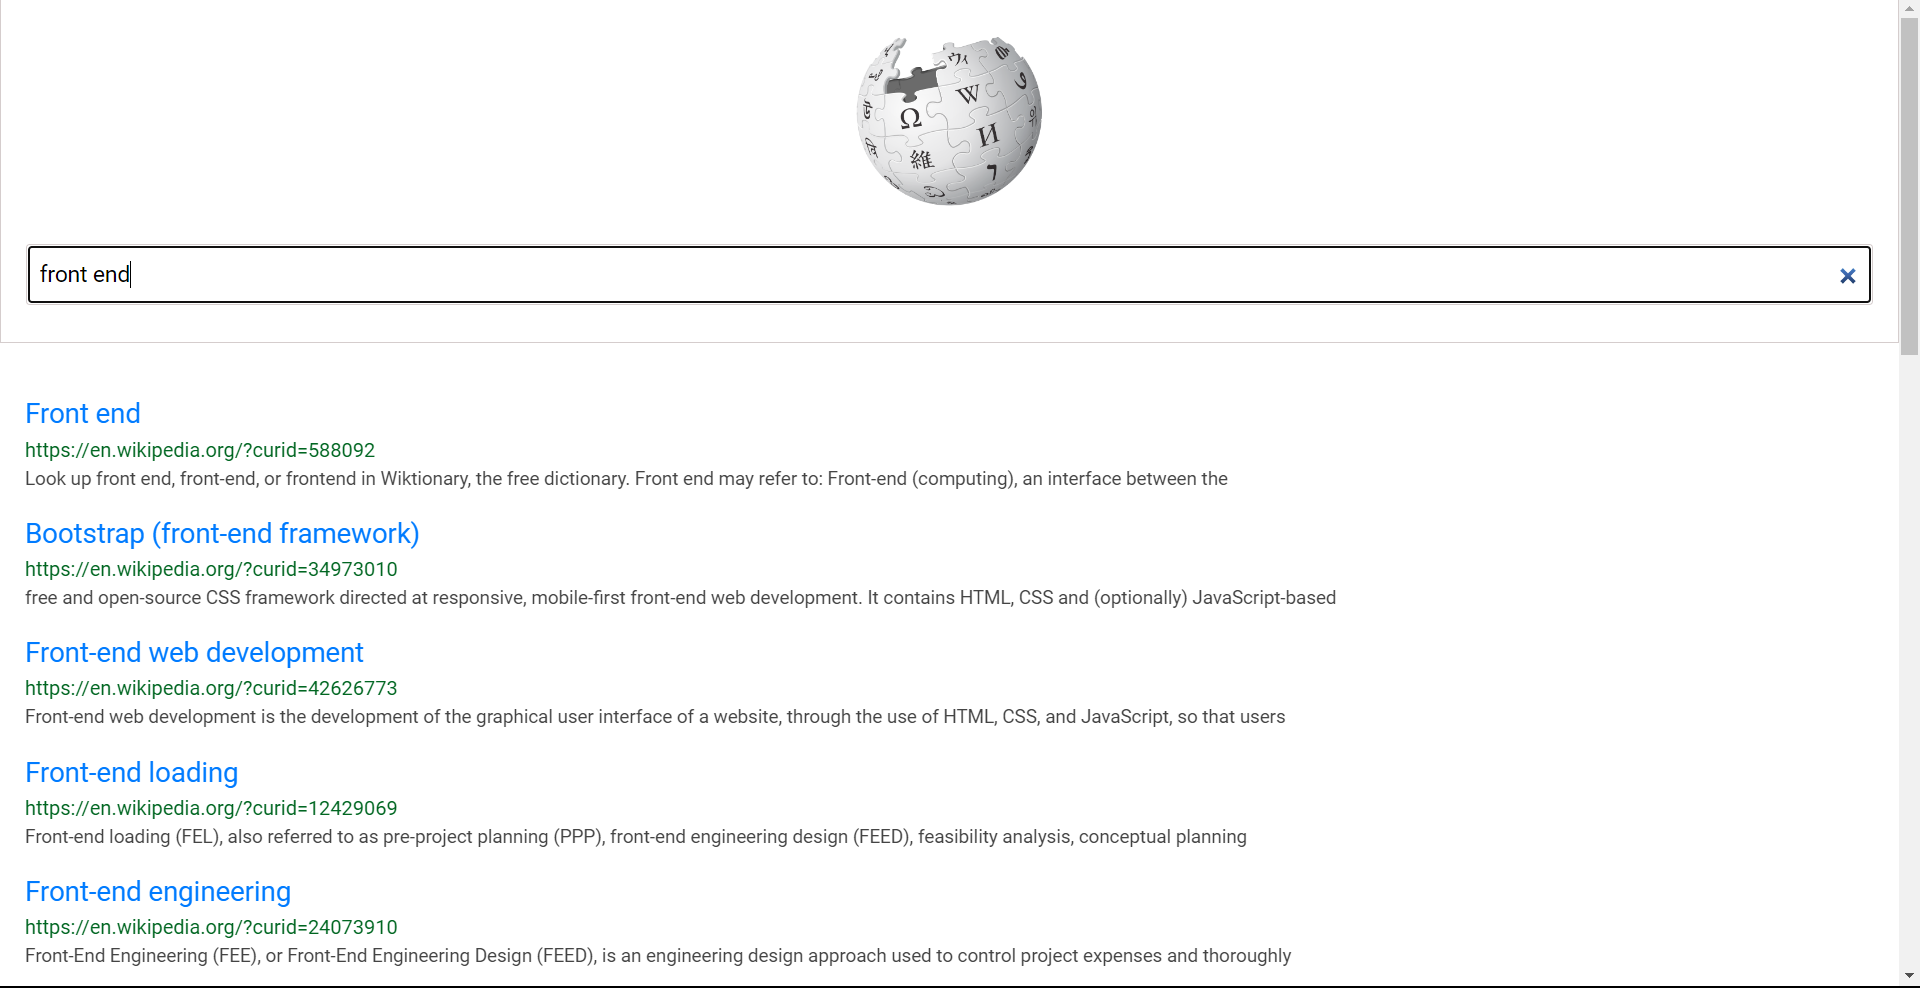 Ω
W
И
維
ウィ
front end
Front end
https://en.wikipedia.org/?curid=588092
Look up front end, front-end, or frontend in Wiktionary, the free dictionary. Front end may refer to: Front-end (computing), an interface between the
Bootstrap (front-end framework)
https://en.wikipedia.org/?curid=34973010
free and open-source CSS framework directed at responsive, mobile-first front-end web development. It contains HTML, CSS and (optionally) JavaScript-based
Front-end web development
https://en.wikipedia.org/?curid=42626773
Front-end web development is the development of the graphical user interface of a website, through the use of HTML, CSS, and JavaScript, so that users
Front-end loading
https://en.wikipedia.org/?curid=12429069
Front-end loading (FEL), also referred to as pre-project planning (PPP), front-end engineering design (FEED), feasibility analysis, conceptual planning
Front-end engineering
https://en.wikipedia.org/?curid=24073910
Front-End Engineering (FEE), or Front-End Engineering Design (FEED), is an engineering design approach used to control project expenses and thoroughly